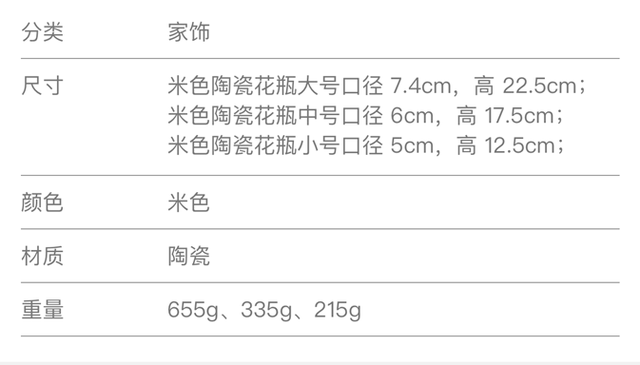 分类 家饰
尺寸 米色陶瓷花瓶大号口径 7.4cm，高 22.5cm；
米色陶瓷花瓶中号口径 6cm，高 17.5cm；
米色陶瓷花瓶小号口径 5cm，高 12.5cm；
颜色 米色
材质 陶瓷
重量 655g、335g、215g